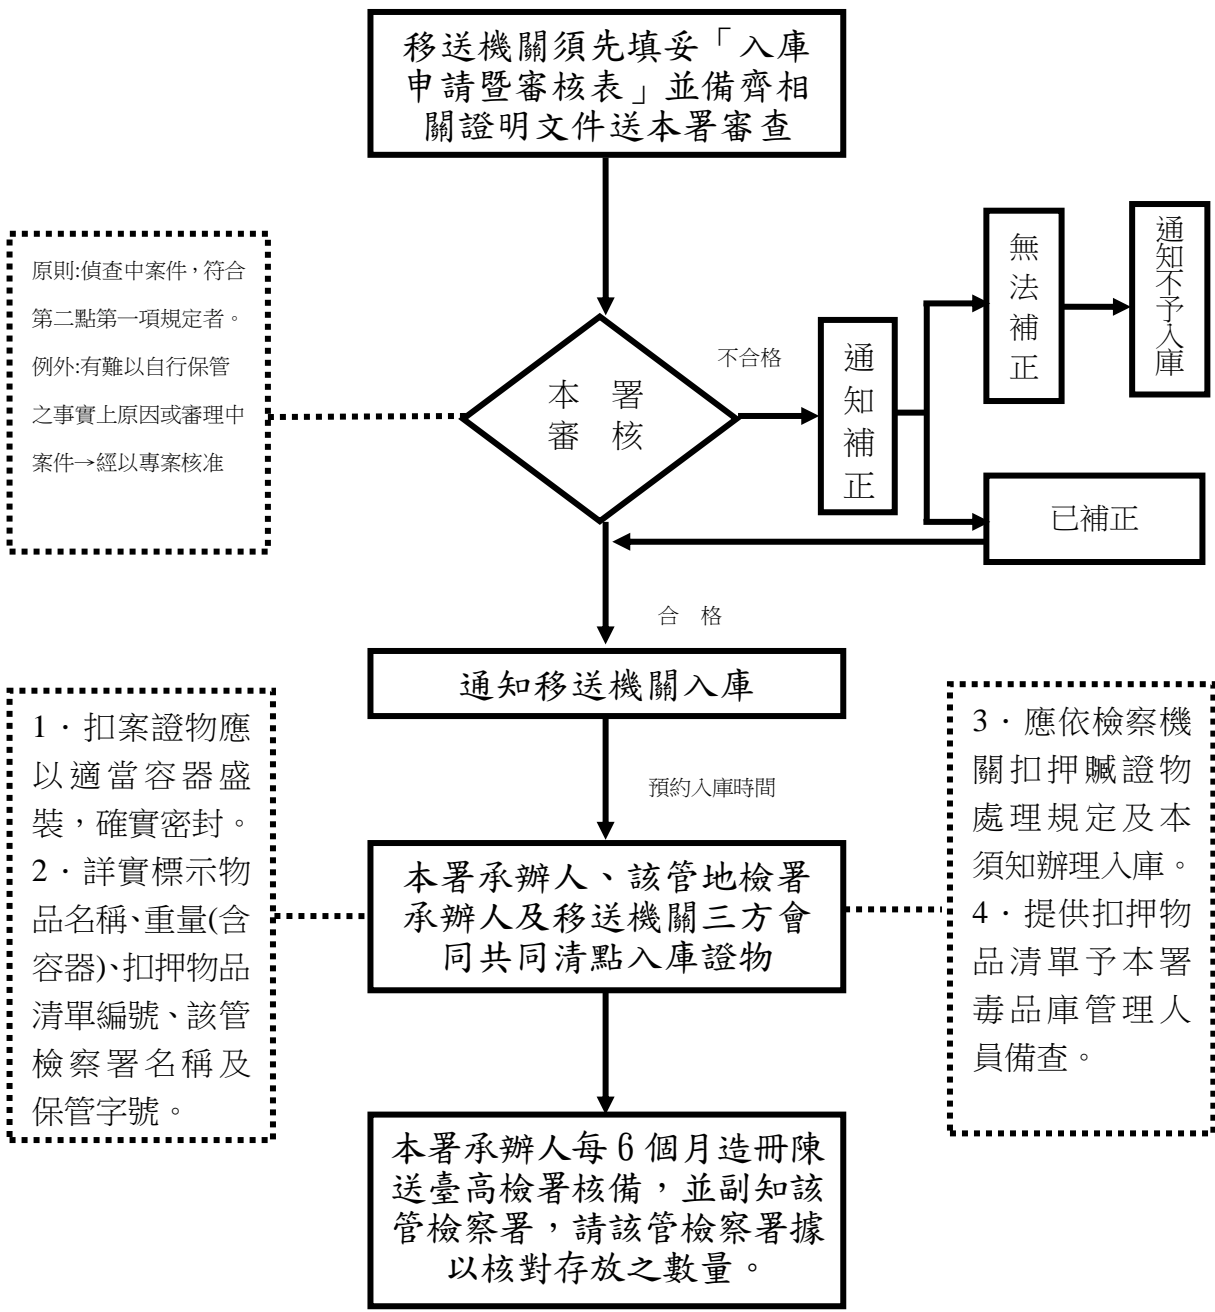 移送機關須先填妥「入庫
申請暨審核表」並備齊相
關證明文件送本署審查
原則:偵查中案件，符合
第二點第一項規定者。
例外:有難以自行保管
之事實上原因或審理中
案件→經以專案核准
本 署
審 核
不合格
通
知
補
正
無
法
補
正
通
知
不
予
入
庫
已補正
合 格
通知移送機關入庫
預約入庫時間
1．扣案證物應
以適當容器盛
裝，確實密封。
2．詳實標示物
品名稱、重量(含
容器)、扣押物品
清單編號、該管
檢察署名稱及
保管字號。
本署承辦人、該管地檢署
承辦人及移送機關三方會
同共同清點入庫證物
3．應依檢察機
關扣押贓證物
處理規定及本
須知辦理入庫。
4．提供扣押物
品清單予本署
毒品庫管理人
員備查。
本署承辦人每6個月造冊陳
送臺高檢署核備，並副知該
管檢察署，請該管檢察署據
以核對存放之數量。